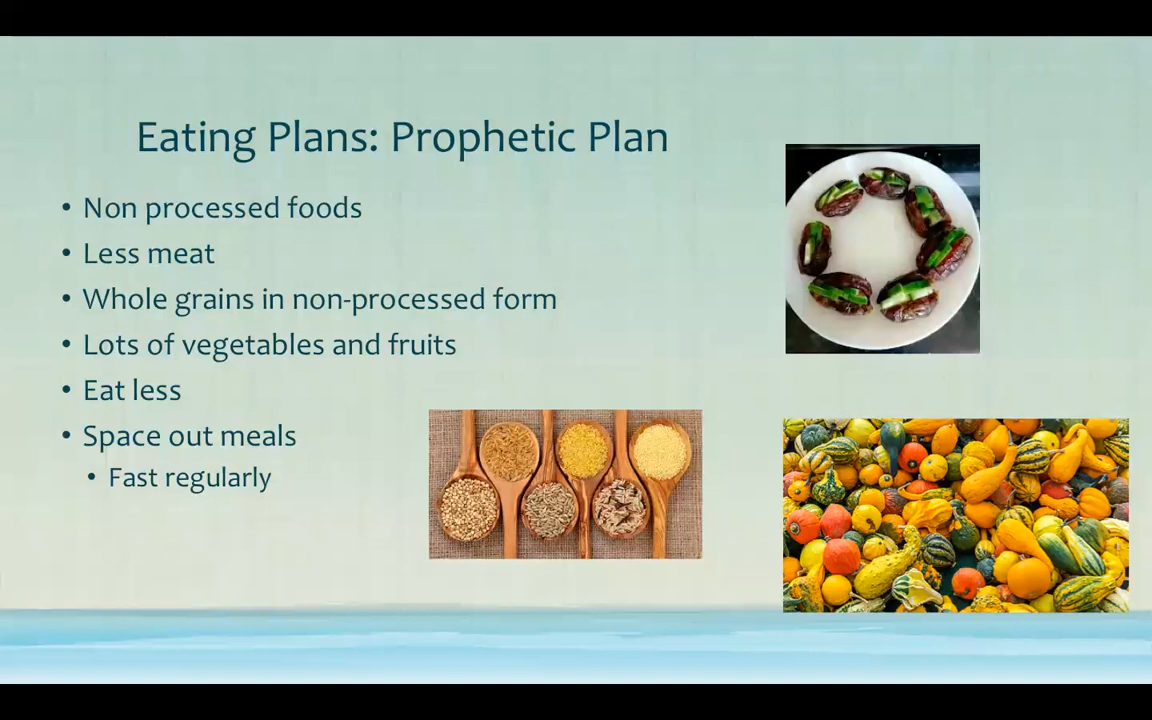 Eating Plans: Prophetic Plan
• Non processed foods
• Less meat
• Whole grains in non-processed form
• Lots of vegetables and fruits
• Eat less
• Space out meals
• Fast regularly